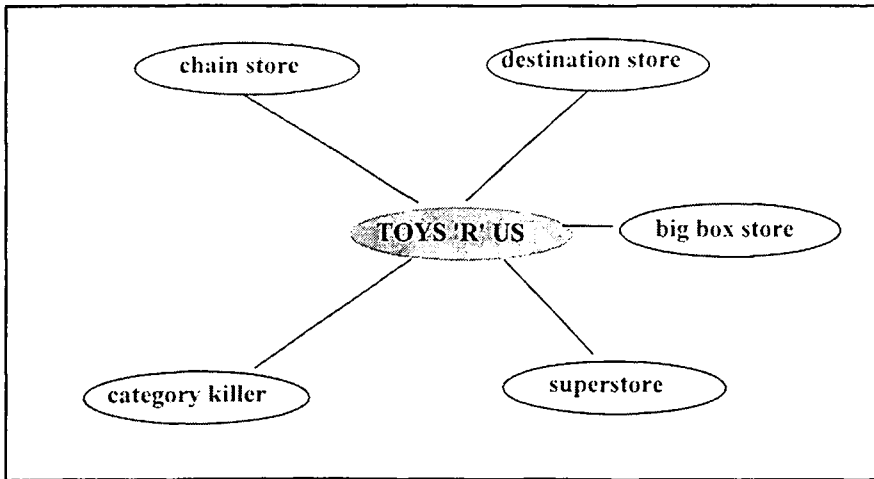 chain store
destination store
TOYS 'R' US
big box store
category killer
superstore